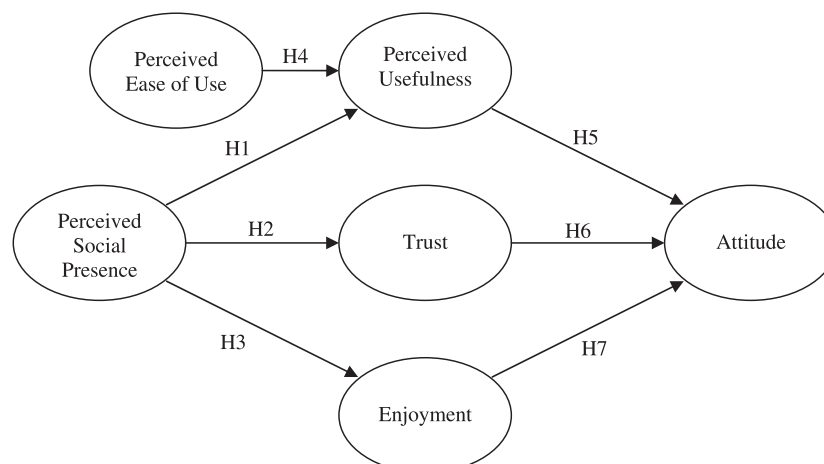 Perceived
Ease of Use
H4
Perceived
Usefulness
H1
H5
Perceived
Social
Presence
H2
Trust
H6
Attitude
H3
H7
Enjoyment